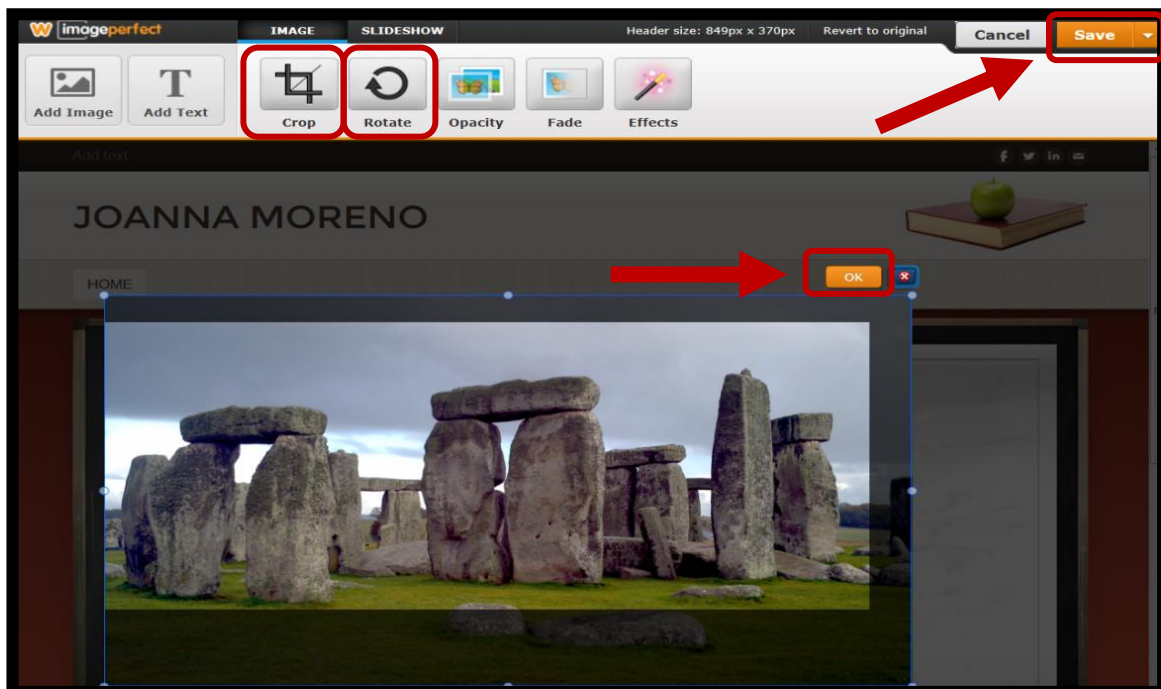 W imageperfect IMAGE SLIDESHOW Header size: 849px x 370px Revert to original Cancel Save
T
Add Image Add Text Crop Rotate Opacity Fade Effects
Add text f in
JOANNA MORENO
HOME OK